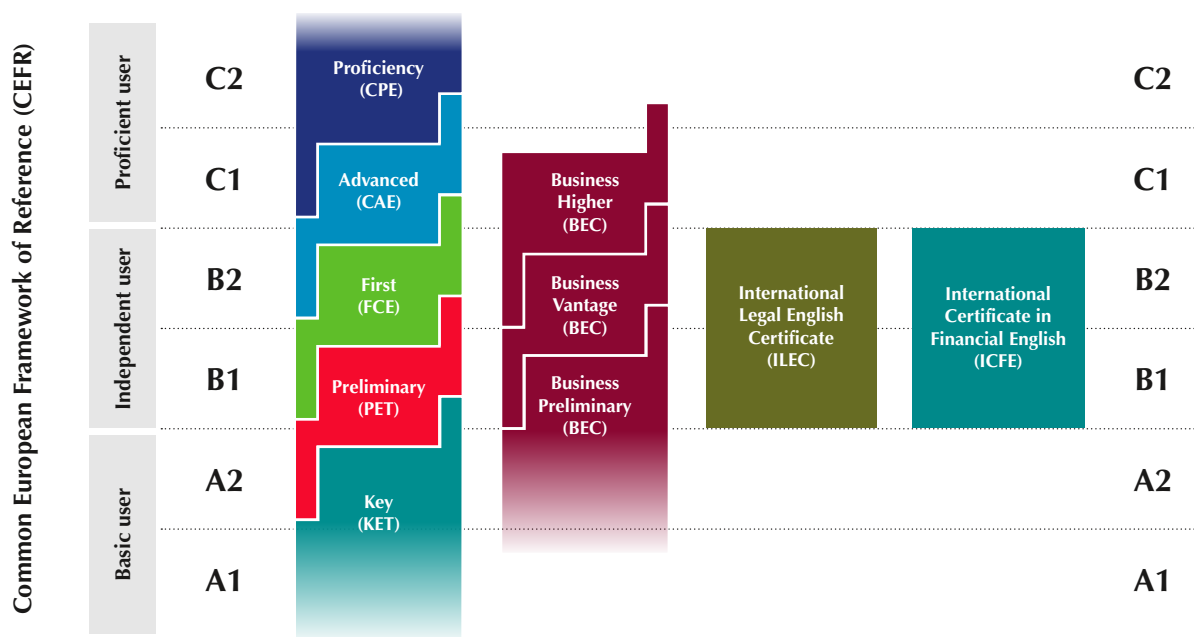 Common European Framework of Reference (CEFR)
Proficient user
Independent user
Basic user
C2
C1
B2
B1
A2
A1
Proficiency
(CPE)
Advanced
(CAE)
First
(FCE)
Preliminary
(PET)
Key
(KET)
Business
Higher
(BEC)
Business
Vantage
(BEC)
Business
Preliminary
(BEC)
International
Legal English
Certificate
(ILEC)
International
Certificate in
Financial English
(ICFE)
C2
C1
B2
B1
A2
A1